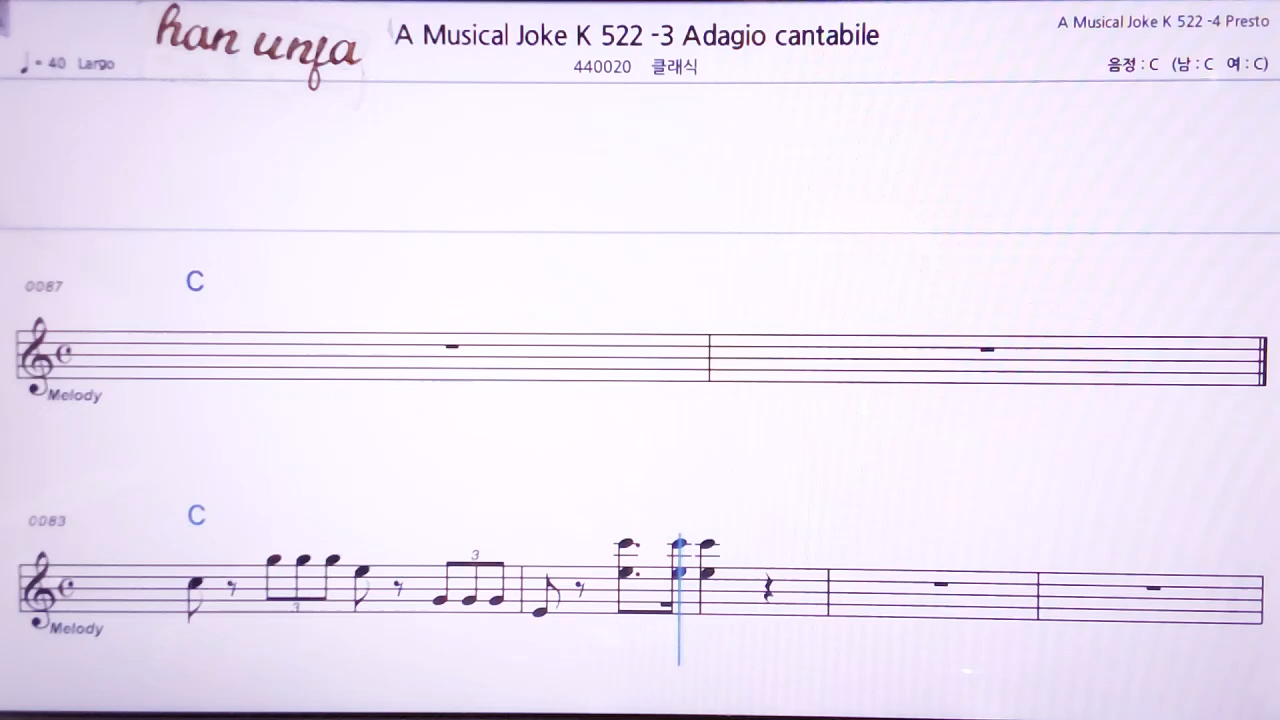 han unfa
A Musical Joke K 522 -3 Adagio cantabile
A Musical Joke K 522 -4 Presto
♩ = 40 Largo
440020 클래식
음정 : C (남 : C 여 : C)
0087
C
Melody
0083
C
3
3
Melody